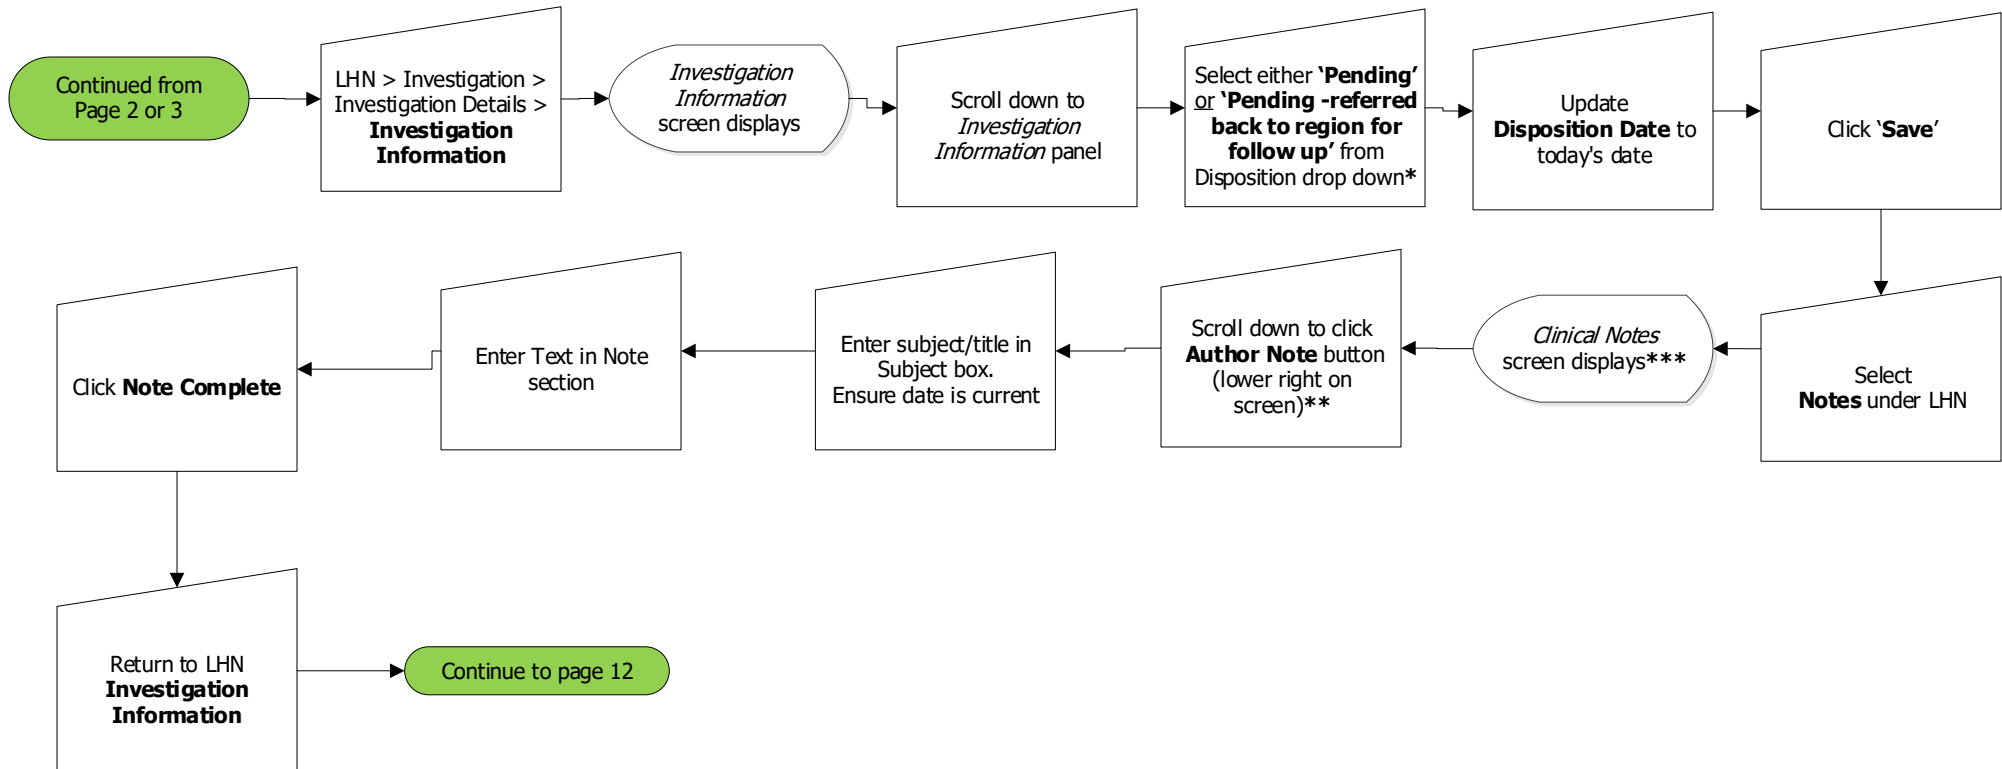 Continued from
Page 2 or 3
LHN > Investigation >
Investigation Details >
Investigation
Information
Investigation
Information
screen displays
Scroll down to
Investigation
Information panel
Select either ‘Pending’
or ‘Pending -referred
back to region for
follow up’ from
Disposition drop down*
Update
Disposition Date to
today's date
Click ‘Save’
Select
Notes under LHN
Clinical Notes
screen displays***
Scroll down to click
Author Note button
(lower right on
screen)**
Enter subject/title in
Subject box.
Ensure date is current
Enter Text in Note
section
Click Note Complete
Return to LHN
Investigation
Information
Continue to page 12